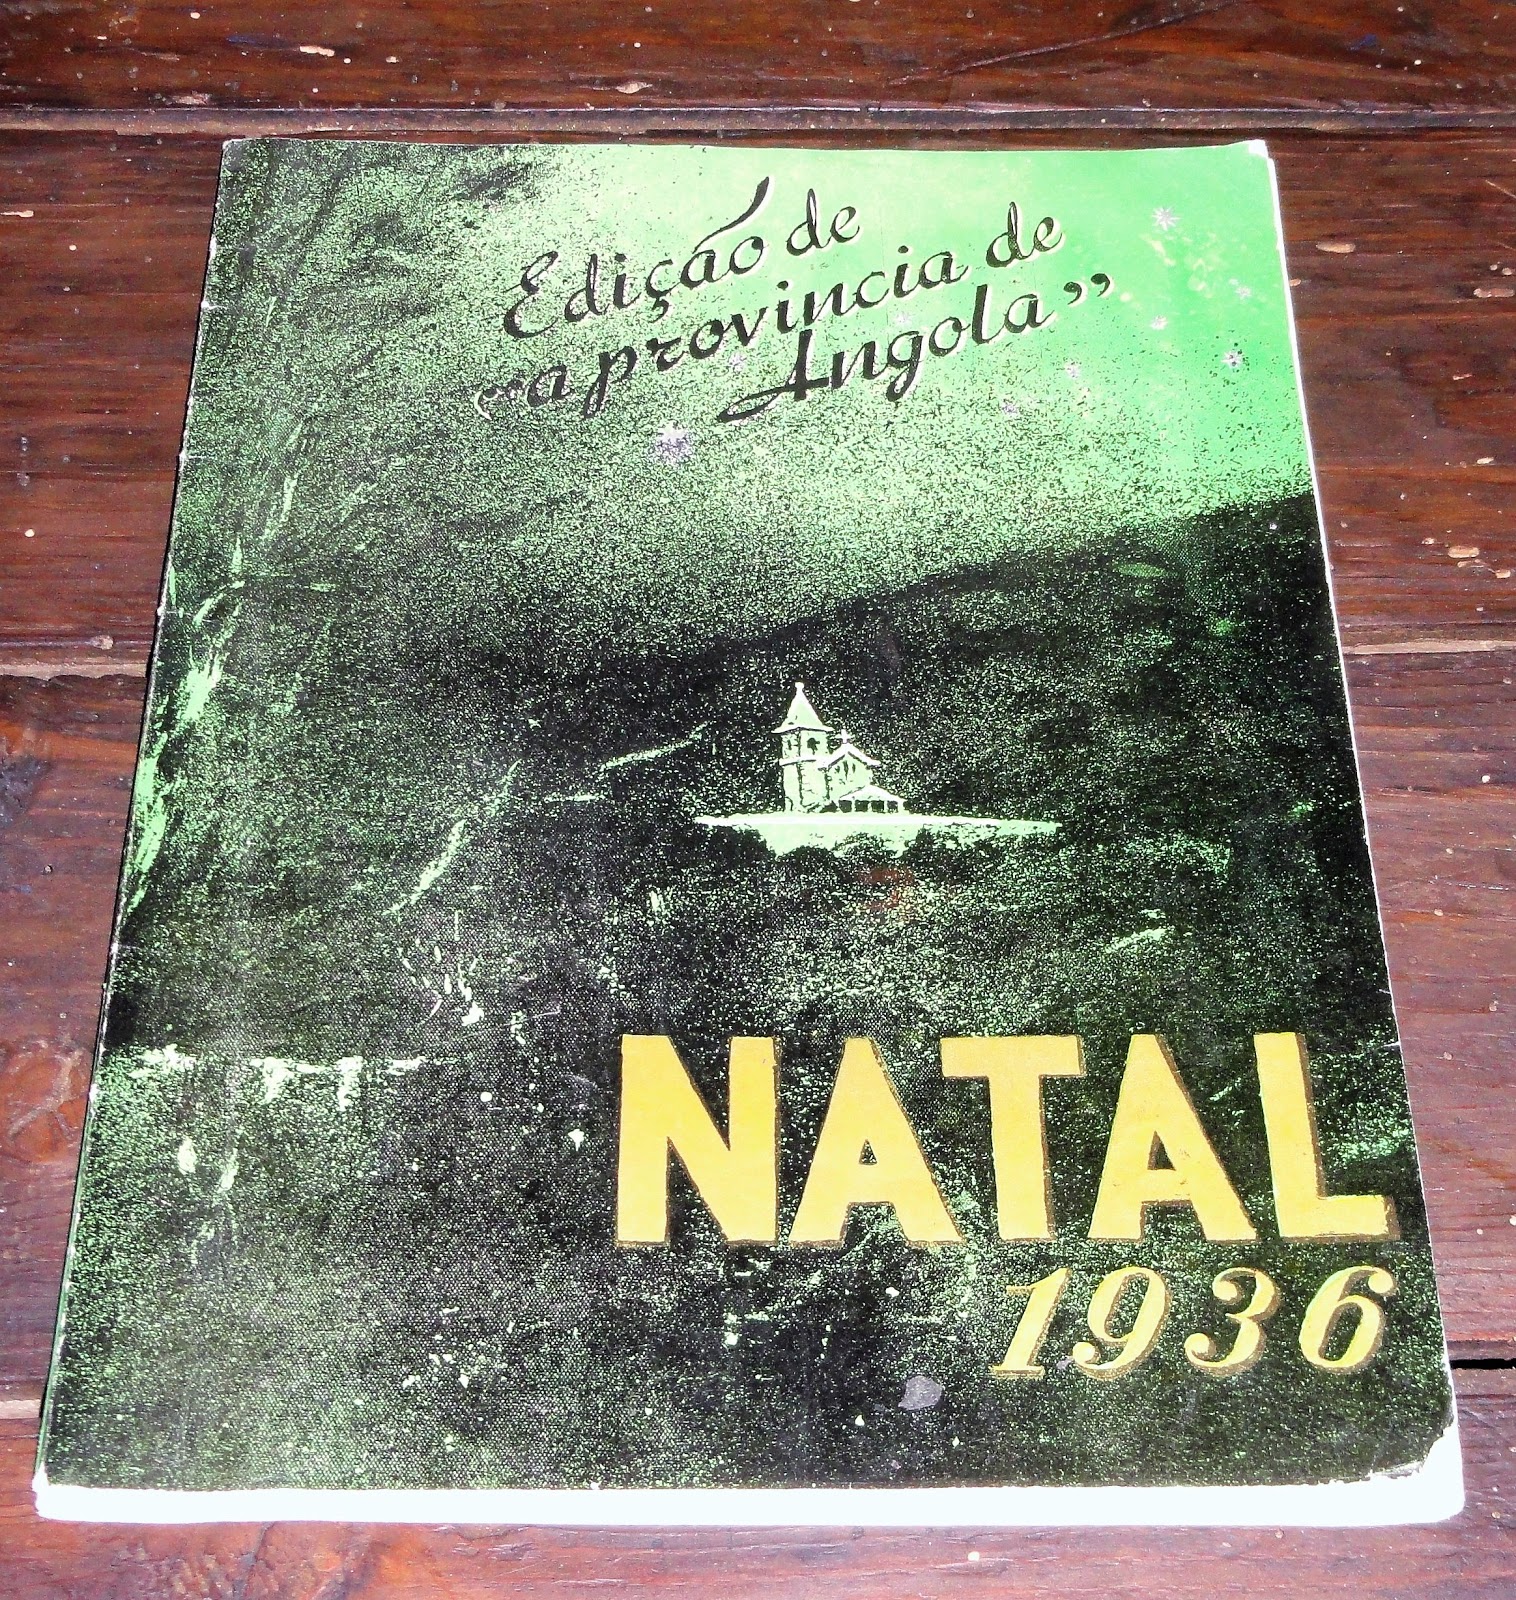 Edição de
"a provincia de
Angola"
NATAL
1936